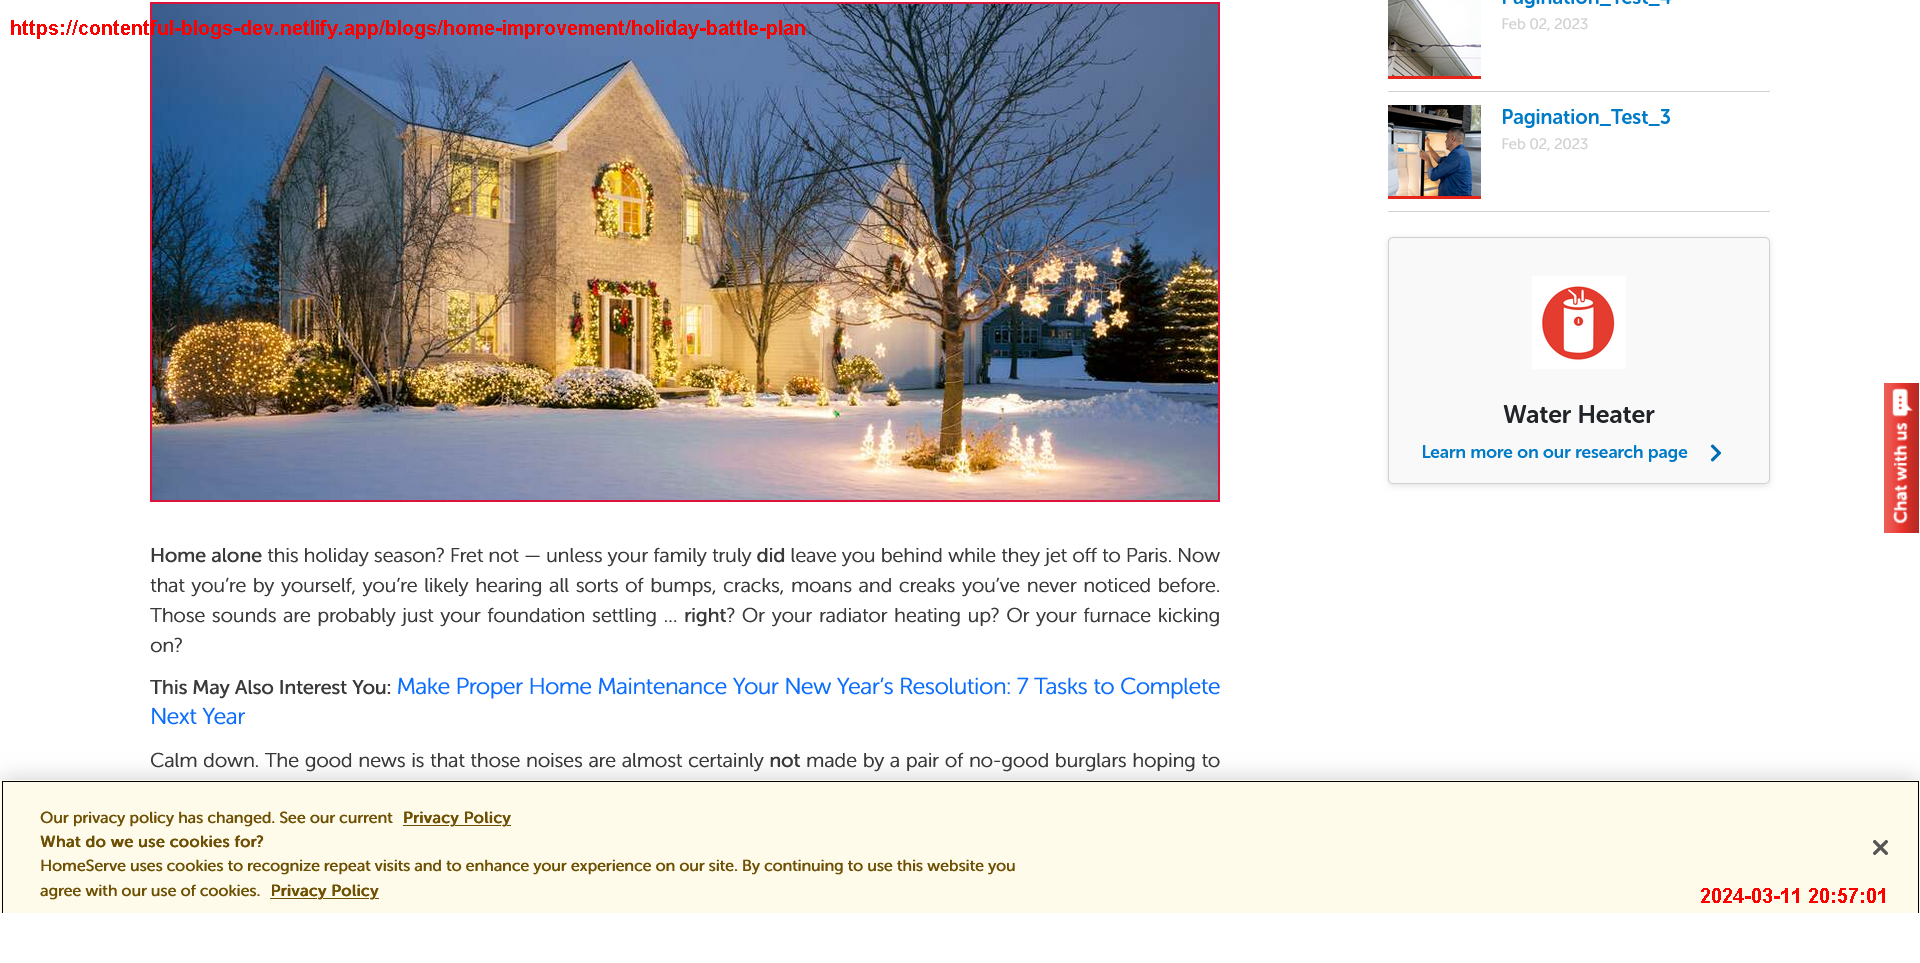 https://contentful-blogs-dev.netlify.app/blogs/home-improvement/holiday-battle-plan
Home alone this holiday season? Fret not — unless your family truly did leave you behind while they jet off to Paris. Now
that you’re by yourself, you’re likely hearing all sorts of bumps, cracks, moans and creaks you’ve never noticed before.
Those sounds are probably just your foundation settling … right? Or your radiator heating up? Or your furnace kicking
on?
This May Also Interest You: Make Proper Home Maintenance Your New Year’s Resolution: 7 Tasks to Complete
Next Year
Calm down. The good news is that those noises are almost certainly not made by a pair of no-good burglars hoping to
Pagination_Test_4
Feb 02, 2023
Pagination_Test_3
Feb 02, 2023
Water Heater
Learn more on our research page
Chat with us
Our privacy policy has changed. See our current Privacy Policy
What do we use cookies for?
HomeServe uses cookies to recognize repeat visits and to enhance your experience on our site. By continuing to use this website you
agree with our use of cookies. Privacy Policy
2024-03-11 20:57:01